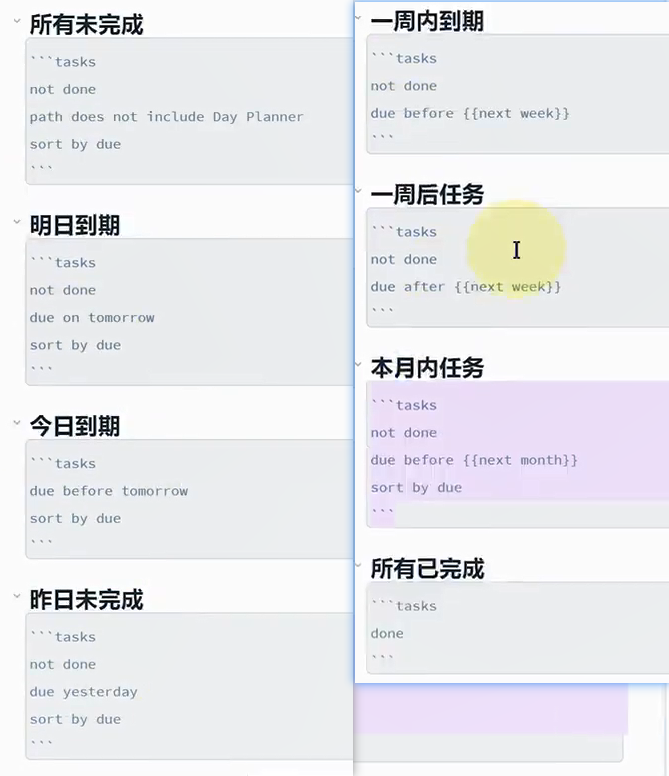 所有未完成
```tasks
not done
path does not include Day Planner
sort by due
```
明日到期
```tasks
not done
due on tomorrow
sort by due
```
今日到期
```tasks
due before tomorrow
sort by due
```
昨日未完成
```tasks
not done
due yesterday
sort by due
```
一周内到期
```tasks
not done
due before {{next week}}
```
一周后任务
```tasks
not done
due after {{next week}}
```
本月内任务
```tasks
not done
due before {{next month}}
sort by due
```
所有已完成
```tasks
done
```